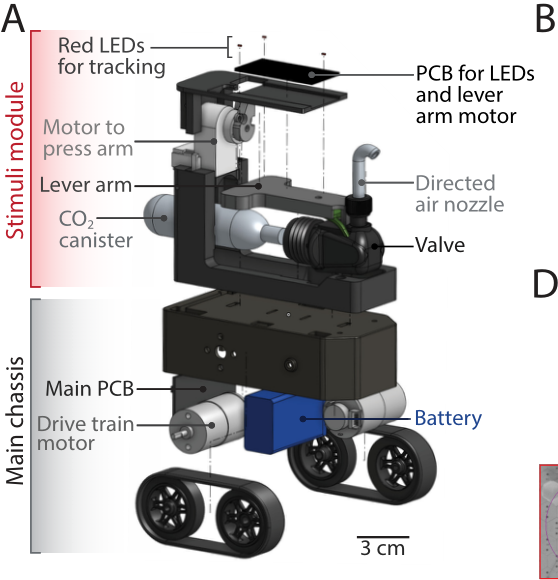 A
B
Red LEDs
for tracking
PCB for LEDs
and lever
arm motor
Stimuli module
Motor to
press arm
Lever arm
Directed
air nozzle
CO₂
canister
Valve
D
Main chassis
Main PCB
Drive train
motor
Battery
3 cm